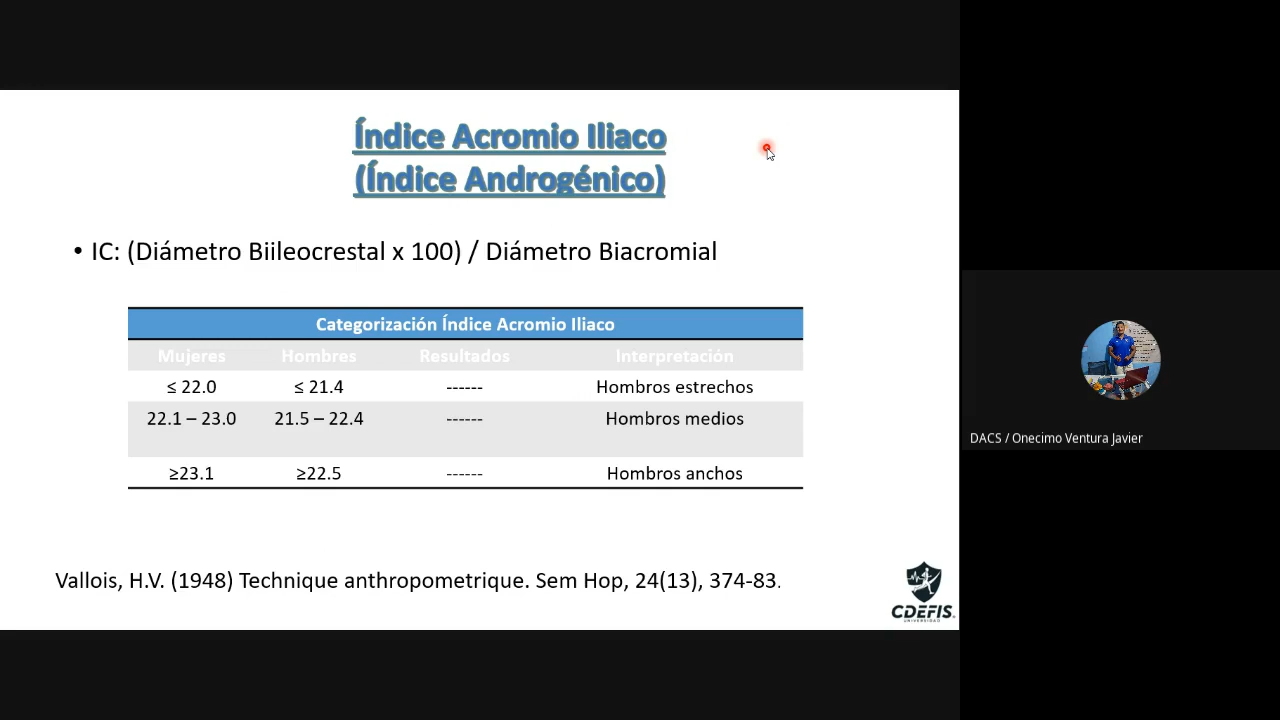 Índice Acromio Iliaco
(Índice Androgénico)
• IC: (Diámetro Biileocrestal x 100) / Diámetro Biacromial
Categorización Índice Acromio Iliaco
Mujeres Hombres Resultados Interpretación
≤ 22.0 ≤ 21.4 ------ Hombros estrechos
22.1 – 23.0 21.5 – 22.4 ------ Hombros medios
≥23.1 ≥22.5 ------ Hombros anchos
Vallois, H.V. (1948) Technique anthropometrique. Sem Hop, 24(13), 374-83.
CDEFIS
UNIVERSIDAD
DACS / Onecimo Ventura Javier